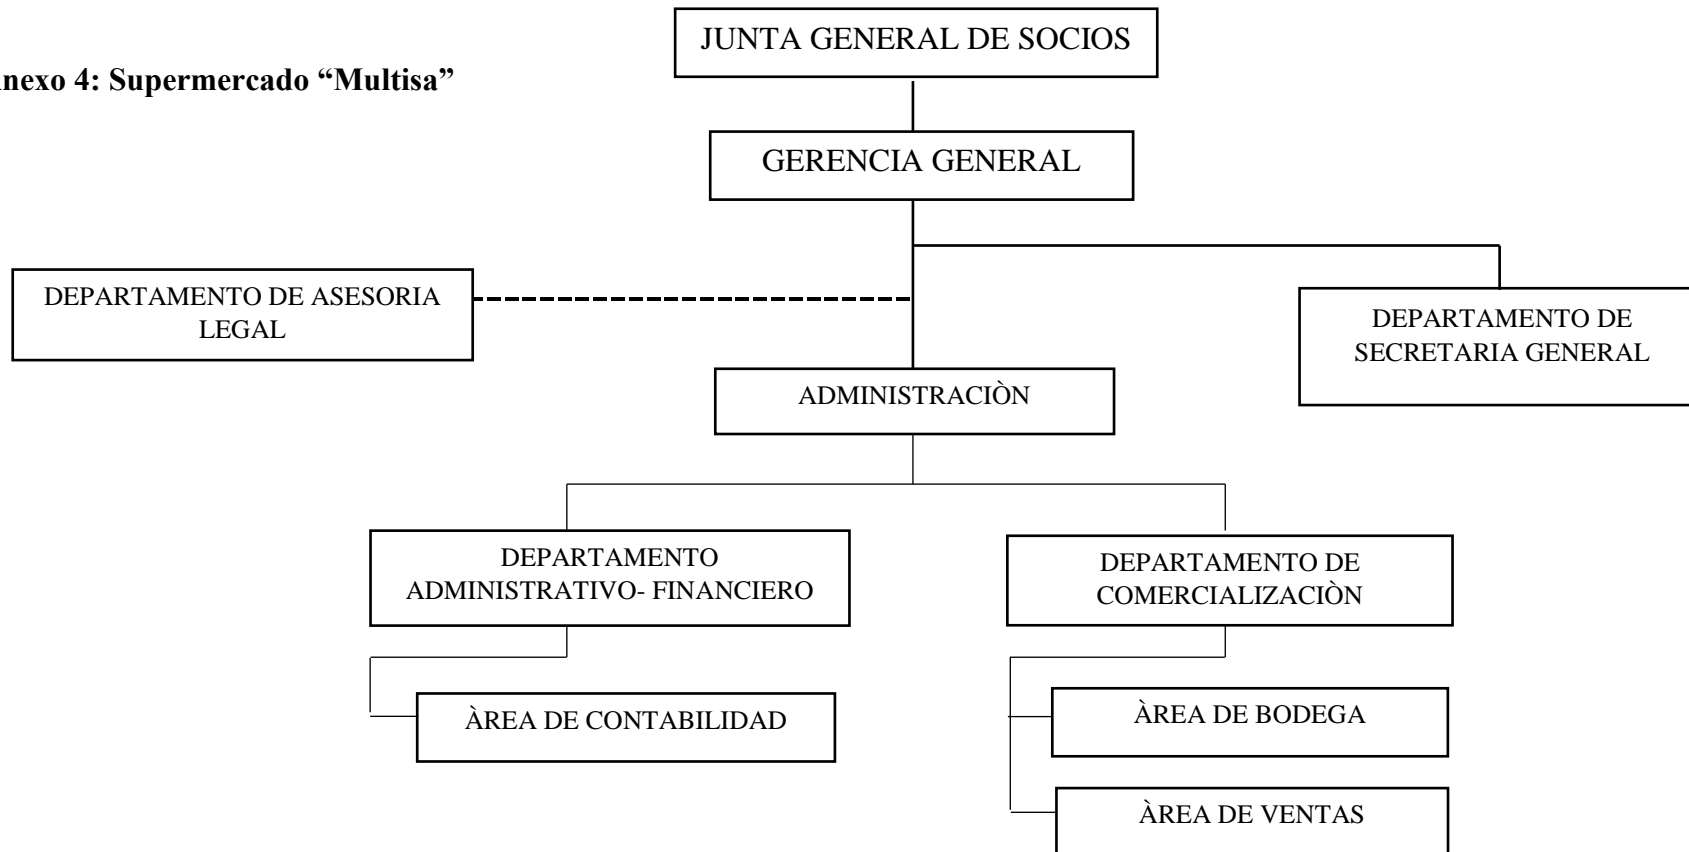 JUNTA GENERAL DE SOCIOS
nexo 4: Supermercado “Multisa”
GERENCIA GENERAL
DEPARTAMENTO DE ASESORIA
LEGAL
DEPARTAMENTO DE
SECRETARIA GENERAL
ADMINISTRACIÒN
DEPARTAMENTO
ADMINISTRATIVO- FINANCIERO
DEPARTAMENTO DE
COMERCIALIZACIÒN
ÀREA DE CONTABILIDAD
ÀREA DE BODEGA
ÀREA DE VENTAS